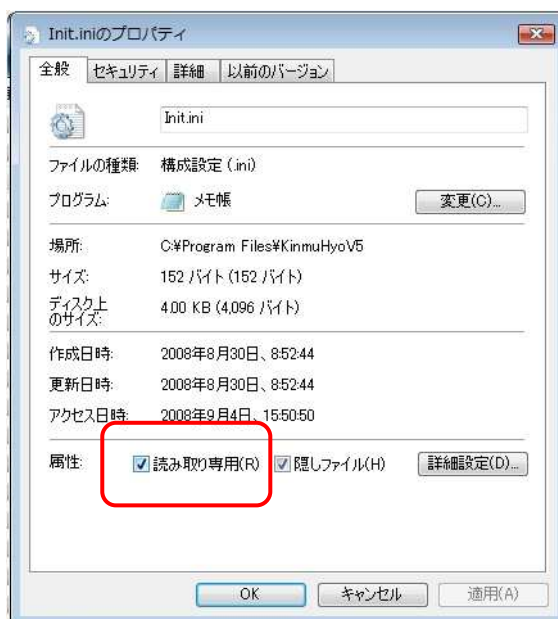 Init.iniのプロパティ
全般 セキュリティ 詳細 以前のバージョン
Init.ini
ファイルの種類: 構成設定 (.ini)
プログラム: メモ帳 変更(C)...
場所: C:¥Program Files¥KinmuHyoV5
サイズ: 152 バイト (152 バイト)
ディスク上
のサイズ: 4.00 KB (4,096 バイト)
作成日時: 2008年8月30日、8:52:44
更新日時: 2008年8月30日、8:52:44
アクセス日時: 2008年9月4日、15:50:50
属性: 読み取り専用(R) 隠しファイル(H) 詳細設定(D)...
OK キャンセル 適用(A)